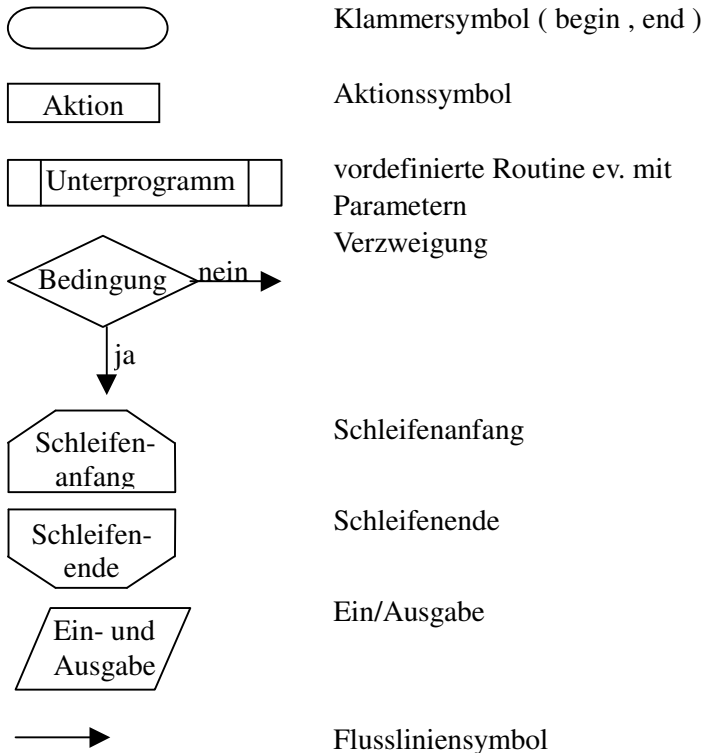 Klammersymbol ( begin , end )
Aktion
Aktionssymbol
Unterprogramm
vordefinierte Routine ev. mit
Parametern
Verzweigung
Bedingung
nein
ja
Schleifen-
anfang
Schleifenanfang
Schleifen-
ende
Schleifenende
Ein- und
Ausgabe
Ein/Ausgabe
Flussliniensymbol